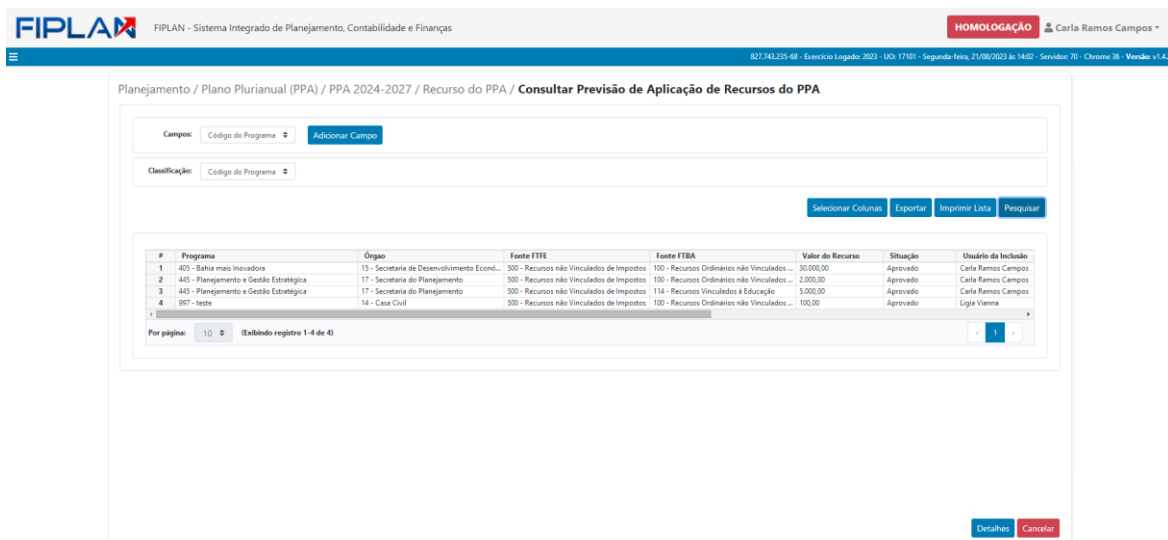 FIPLAN FIPLAN - Sistema Integrado de Planejamento, Contabilidade e Finanças HOMOLOGAÇÃO Carla Ramos Campos
827.743.235-68 - Exercício Logado: 2023 - UO: 17101 - Segunda-feira, 21/08/2023 às 14:02 - Servidor: 70 - Chrome 36 - Versão: v1.4.
Planejamento / Plano Plurianual (PPA) / PPA 2024-2027 / Recurso do PPA / Consultar Previsão de Aplicação de Recursos do PPA
Campos: Código do Programa Adicionar Campo
Classificação: Código do Programa
Selecionar Colunas Exportar Imprimir Lista Pesquisar
# Programa Órgao Fonte FTFE Fonte FTBA Valor do Recurso Situação Usuário da Inclusão
1 405 - Bahia mais Inovadora 15 - Secretaria de Desenvolvimento Econô... 500 - Recursos não Vinculados de Impostos 100 - Recursos Ordinários não Vinculados ... 30.000,00 Aprovado Carla Ramos Campos
2 445 - Planejamento e Gestão Estratégica 17 - Secretaria do Planejamento 500 - Recursos não Vinculados de Impostos 100 - Recursos Ordinários não Vinculados ... 2.000,00 Aprovado Carla Ramos Campos
3 445 - Planejamento e Gestão Estratégica 17 - Secretaria do Planejamento 500 - Recursos não Vinculados de Impostos 114 - Recursos Vinculados à Educação 5.000,00 Aprovado Carla Ramos Campos
4 997 - teste 14 - Casa Civil 500 - Recursos não Vinculados de Impostos 100 - Recursos Ordinários não Vinculados ... 100,00 Aprovado Ligia Vianna
Por página: 10 (Exibindo registro 1-4 de 4) 1
Detalhes Cancelar